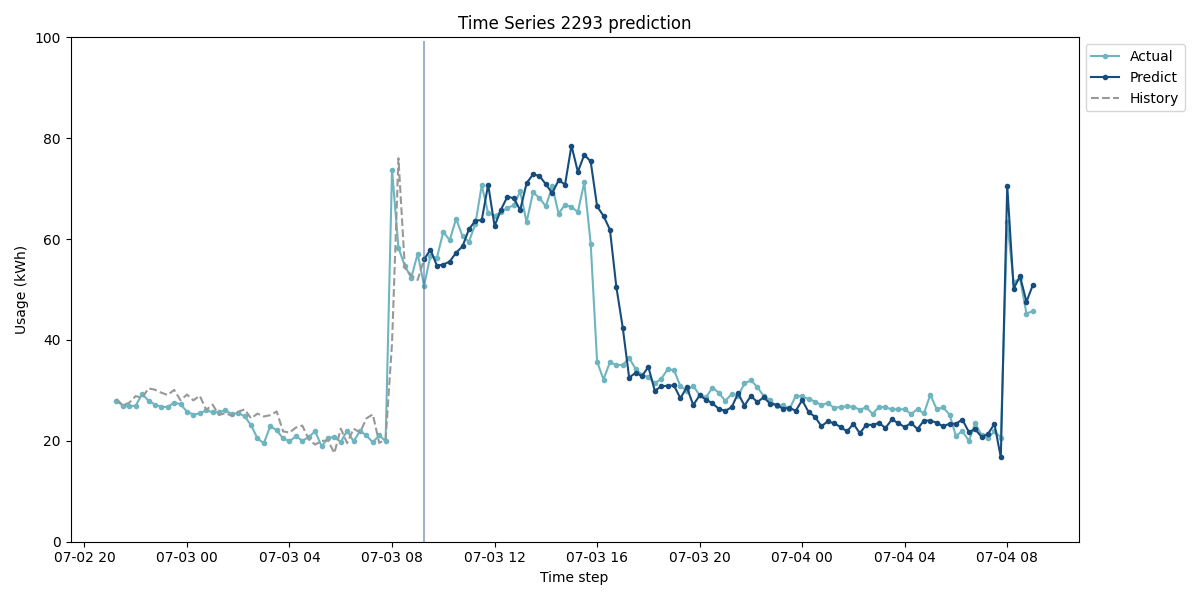 Time Series 2293 prediction
Actual
Predict
History
Usage (kWh)
100
80
60
40
20
0
07-02 20
07-03 00
07-03 04
07-03 08
07-03 12
07-03 16
07-03 20
07-04 00
07-04 04
07-04 08
Time step